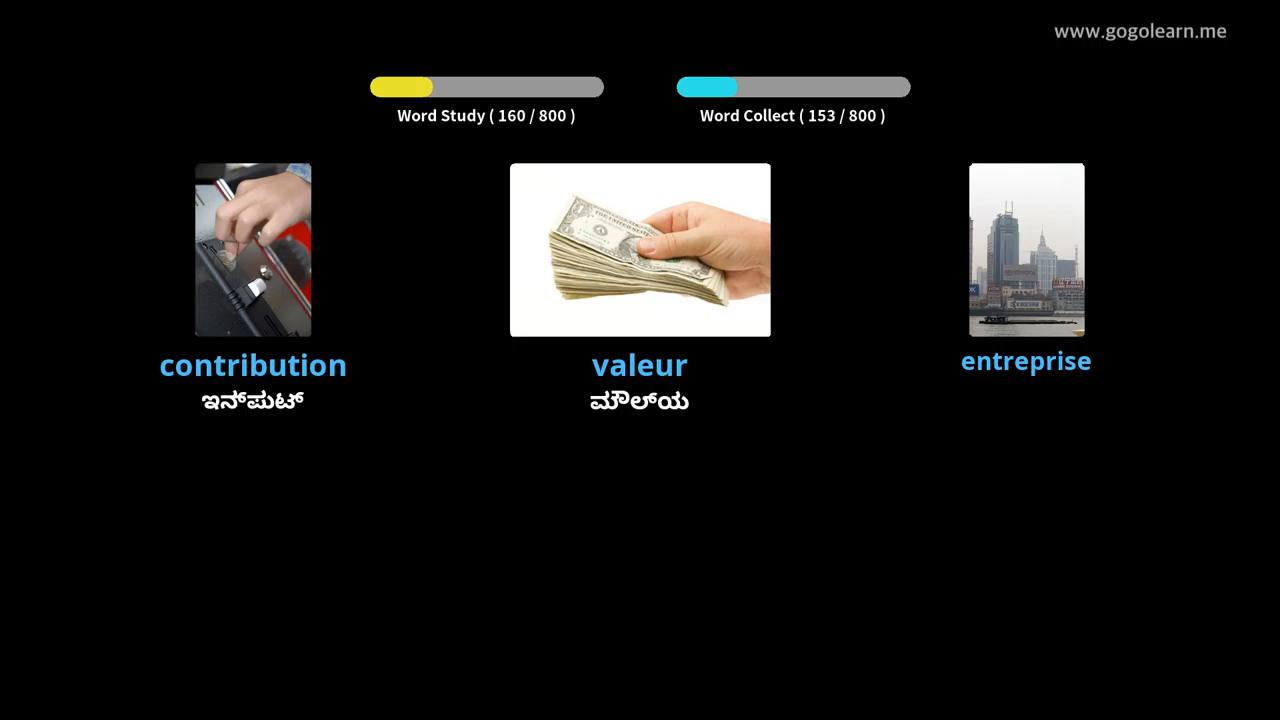 www.gogolearn.me
Word Study ( 160 / 800 )
Word Collect ( 153 / 800 )
contribution
valeur
entreprise
ಇನ್‌ಪುಟ್
ಮೌಲ್ಯ